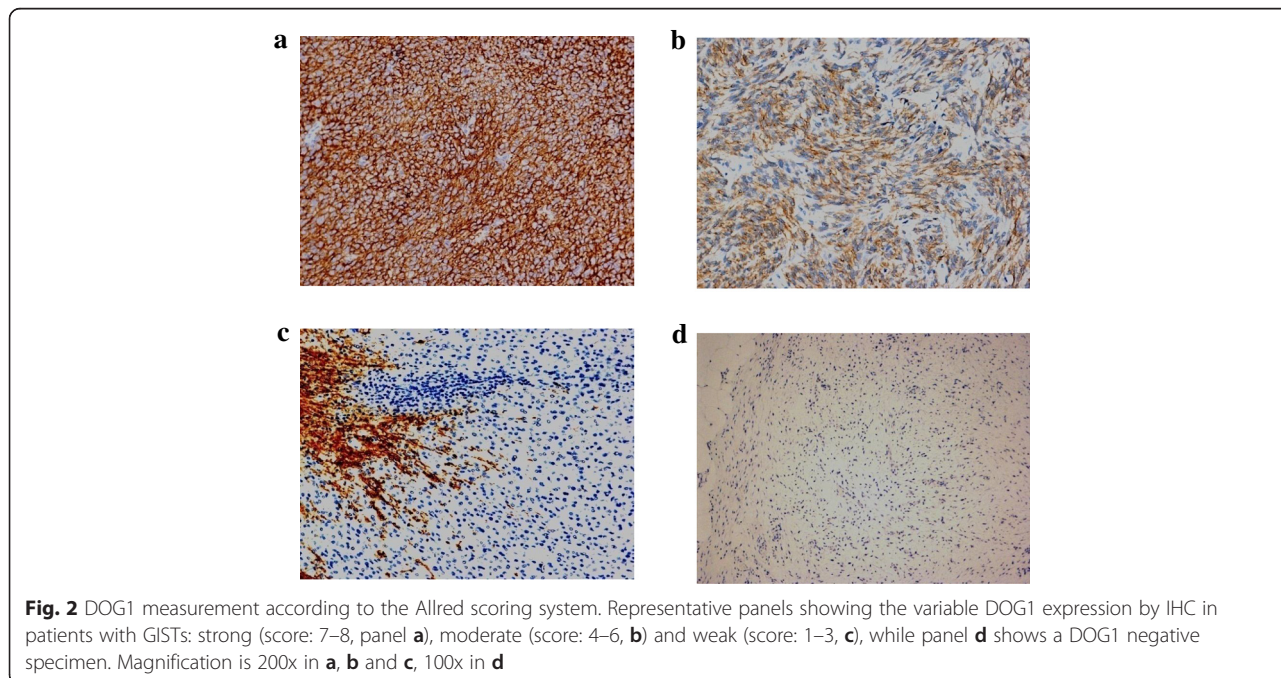 a
b
c
d
Fig. 2 DOG1 measurement according to the Allred scoring system. Representative panels showing the variable DOG1 expression by IHC in
patients with GISTs: strong (score: 7–8, panel a), moderate (score: 4–6, b) and weak (score: 1–3, c), while panel d shows a DOG1 negative
specimen. Magnification is 200x in a, b and c, 100x in d